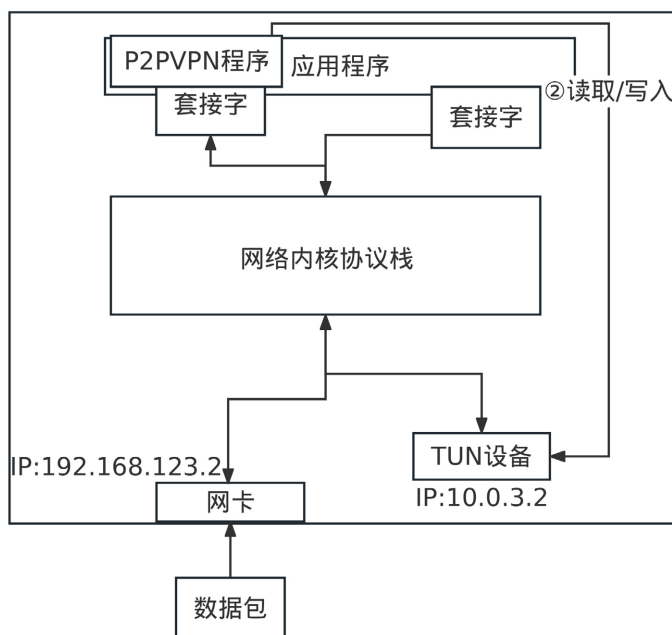 P2PVPN程序
应用程序
②读取/写入
套接字
套接字
网络内核协议栈
IP:192.168.123.2
TUN设备
网卡
IP:10.0.3.2
数据包